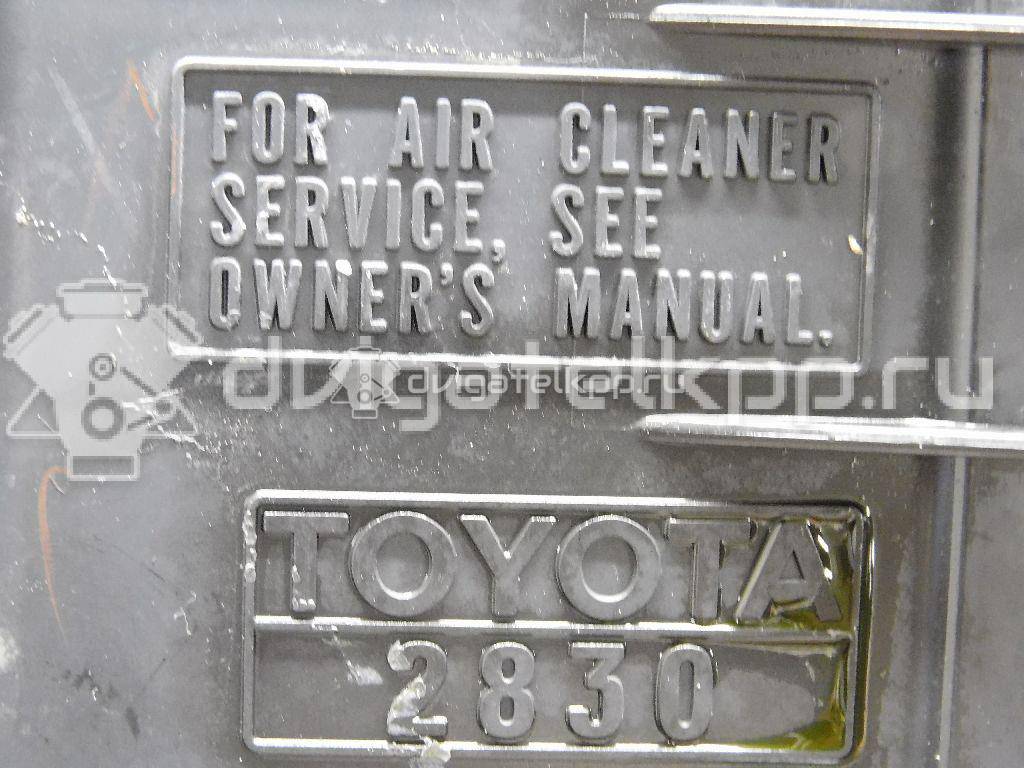 FOR AIR CLEANER
SERVICE, SEE
OWNER'S MANUAL.
dvigatelkpp.ru
dvigatelkpp.ru
TOYOTA
2830